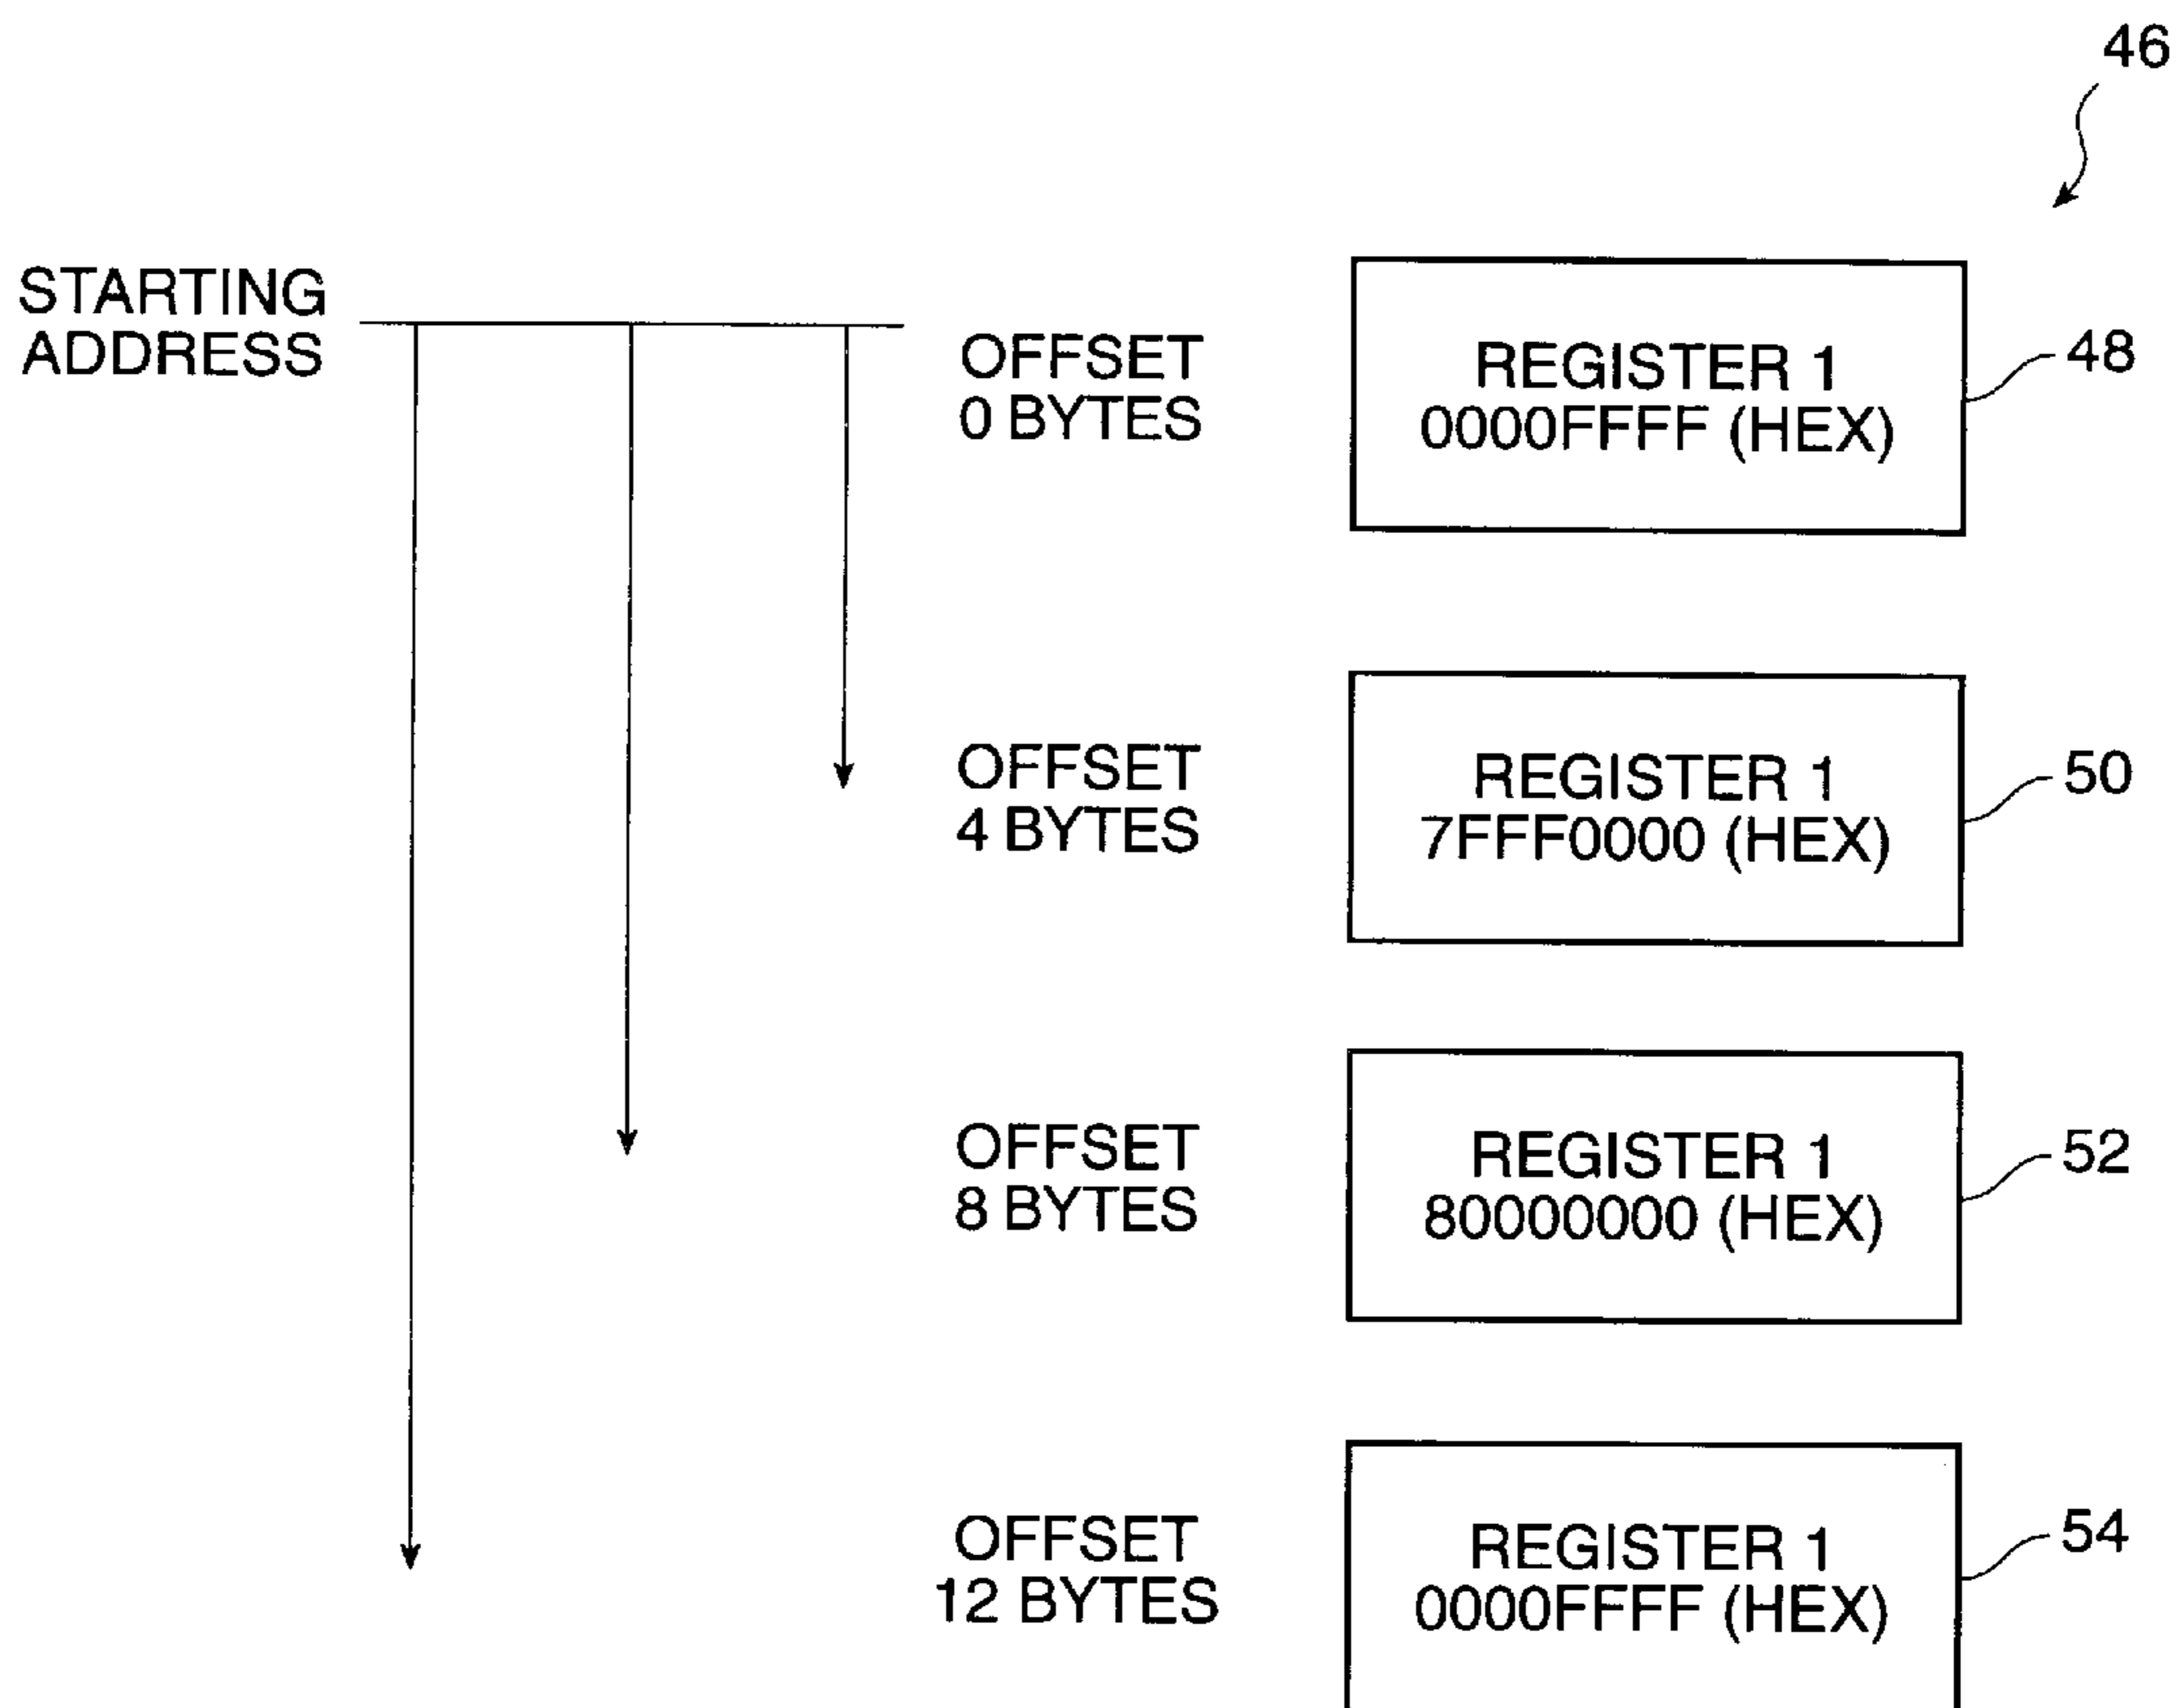 46
STARTING
ADDRESS
OFFSET
0 BYTES
REGISTER 1
0000FFFF (HEX)
48
OFFSET
4 BYTES
REGISTER 1
7FFF0000 (HEX)
50
OFFSET
8 BYTES
REGISTER 1
80000000 (HEX)
52
OFFSET
12 BYTES
REGISTER 1
0000FFFF (HEX)
54